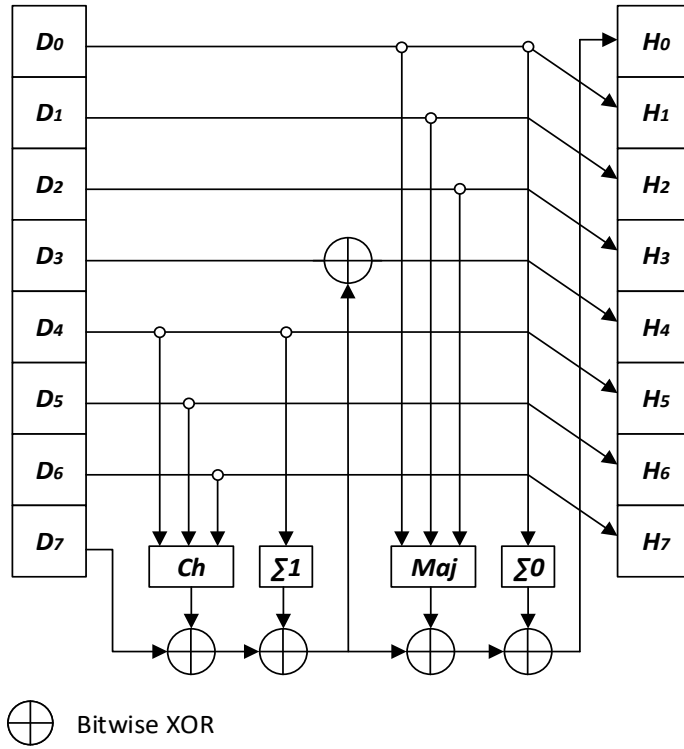 D0 H0
D1 H1
D2 H2
D3 H3
D4 H4
D5 H5
D6 H6
D7 H7
Ch ∑1 Maj ∑0
Bitwise XOR